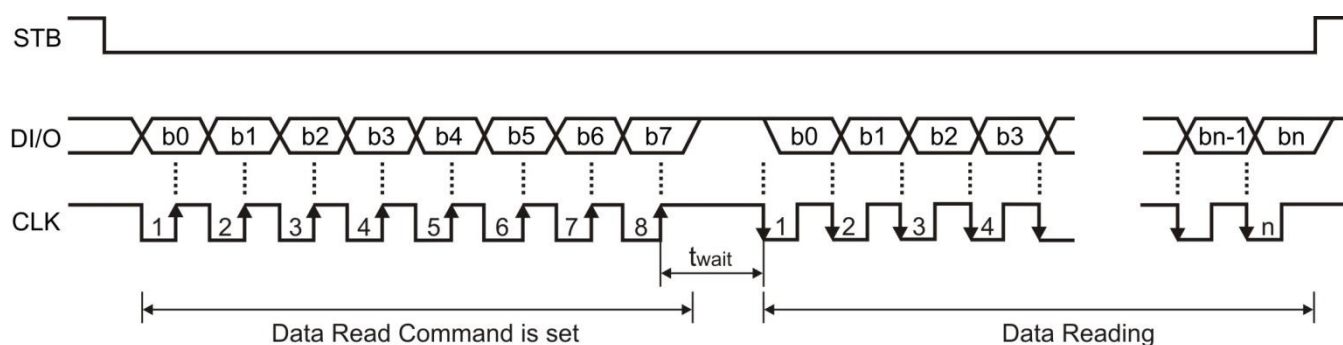 STB
DI/O b0 b1 b2 b3 b4 b5 b6 b7 b0 b1 b2 b3 bn-1 bn
CLK 1 2 3 4 5 6 7 8 1 2 3 4 n
twait
Data Read Command is set Data Reading